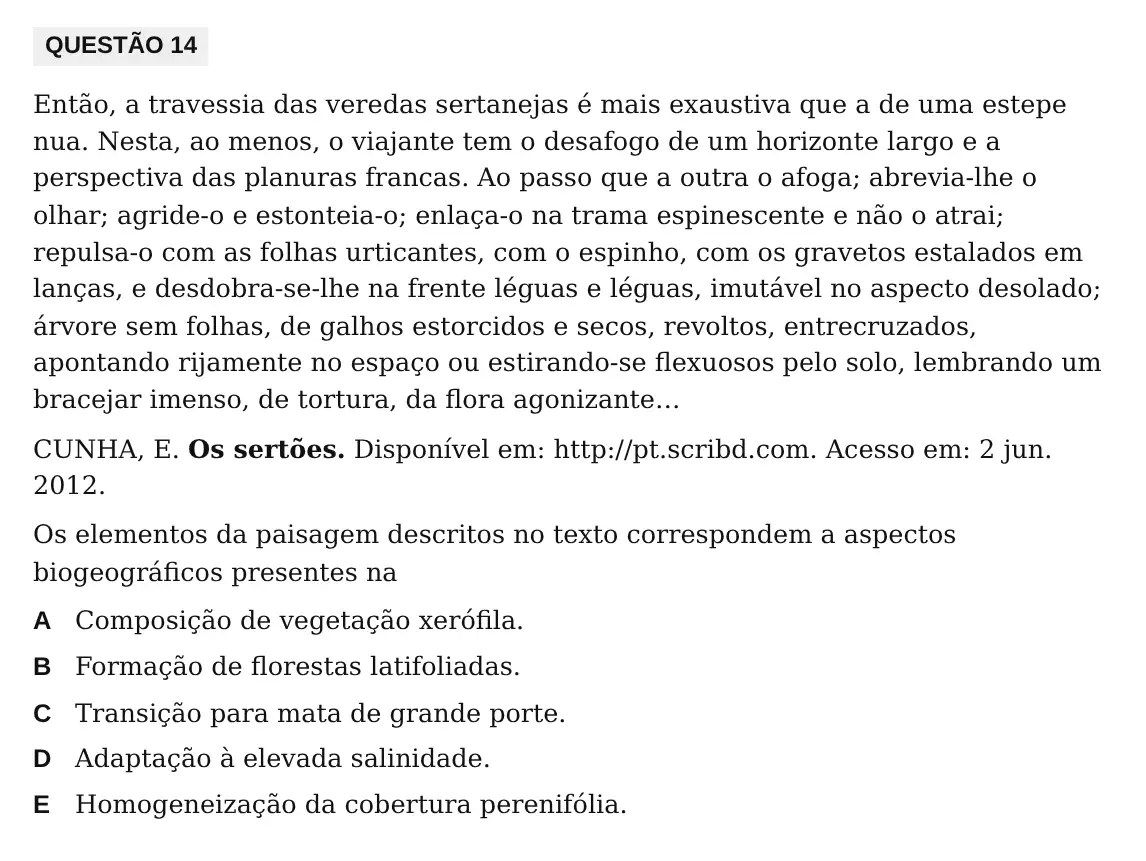 QUESTÃO 14
Então, a travessia das veredas sertanejas é mais exaustiva que a de uma estepe
nua. Nesta, ao menos, o viajante tem o desafogo de um horizonte largo e a
perspectiva das planuras francas. Ao passo que a outra o afoga; abrevia-lhe o
olhar; agride-o e estonteia-o; enlaça-o na trama espinescente e não o atrai;
repulsa-o com as folhas urticantes, com o espinho, com os gravetos estalados em
lanças, e desdobra-se-lhe na frente léguas e léguas, imutável no aspecto desolado;
árvore sem folhas, de galhos estorcidos e secos, revoltos, entrecruzados,
apontando rijamente no espaço ou estirando-se flexuosos pelo solo, lembrando um
bracejar imenso, de tortura, da flora agonizante…
CUNHA, E. Os sertões. Disponível em: http://pt.scribd.com. Acesso em: 2 jun.
2012.
Os elementos da paisagem descritos no texto correspondem a aspectos
biogeográficos presentes na
A Composição de vegetação xerófila.
B Formação de florestas latifoliadas.
C Transição para mata de grande porte.
D Adaptação à elevada salinidade.
E Homogeneização da cobertura perenifólia.